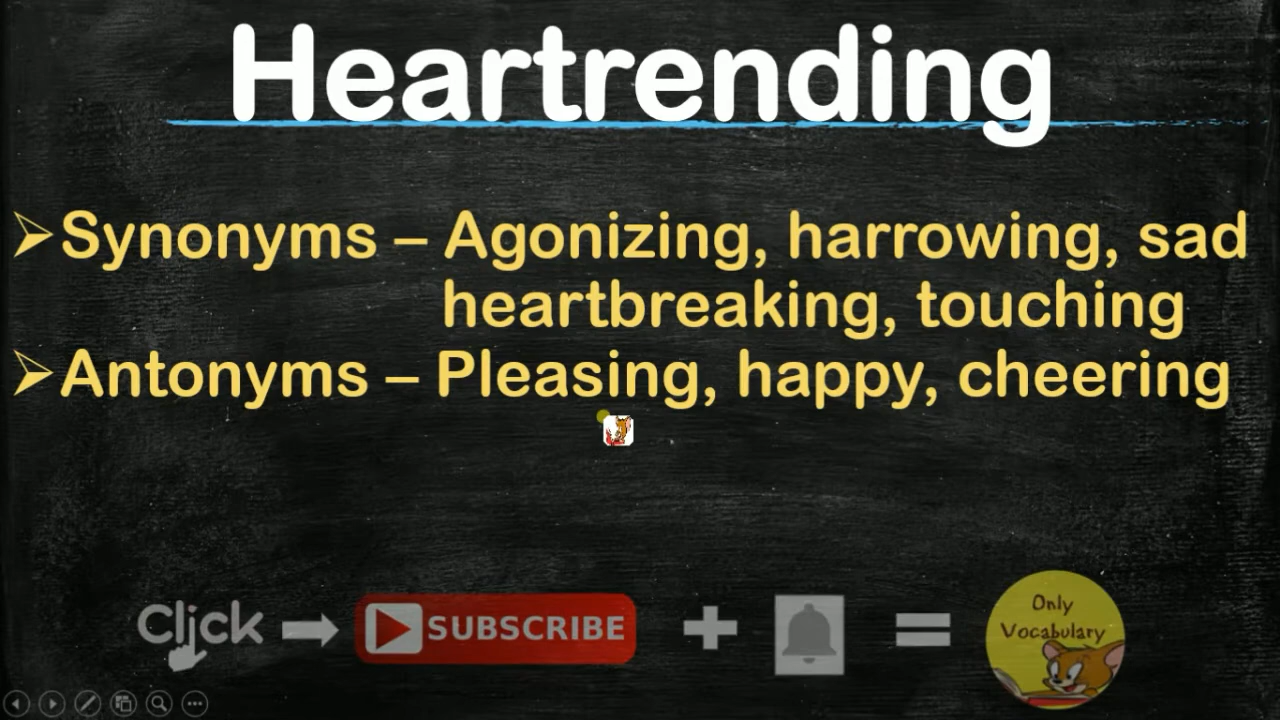 Heartrending
➢Synonyms – Agonizing, harrowing, sad
heartbreaking, touching
➢Antonyms – Pleasing, happy, cheering
Click
SUBSCRIBE
+
=
Only
Vocabulary